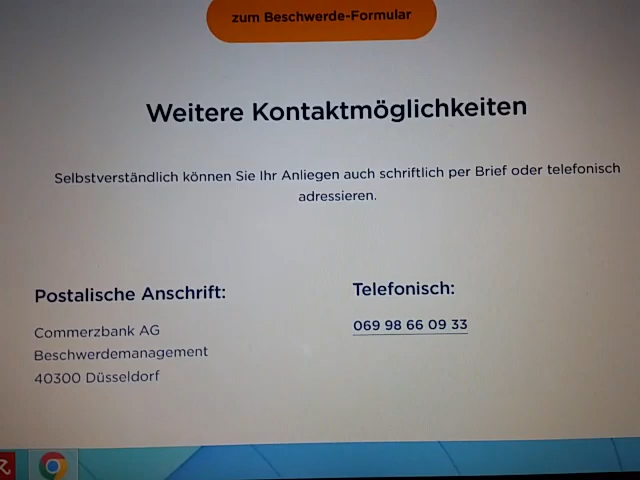 zum Beschwerde-Formular
Weitere Kontaktmöglichkeiten
Selbstverständlich können Sie Ihr Anliegen auch schriftlich per Brief oder telefonisch
adressieren.
Postalische Anschrift:
Commerzbank AG
Beschwerdemanagement
40300 Düsseldorf
Telefonisch:
069 98 66 09 33